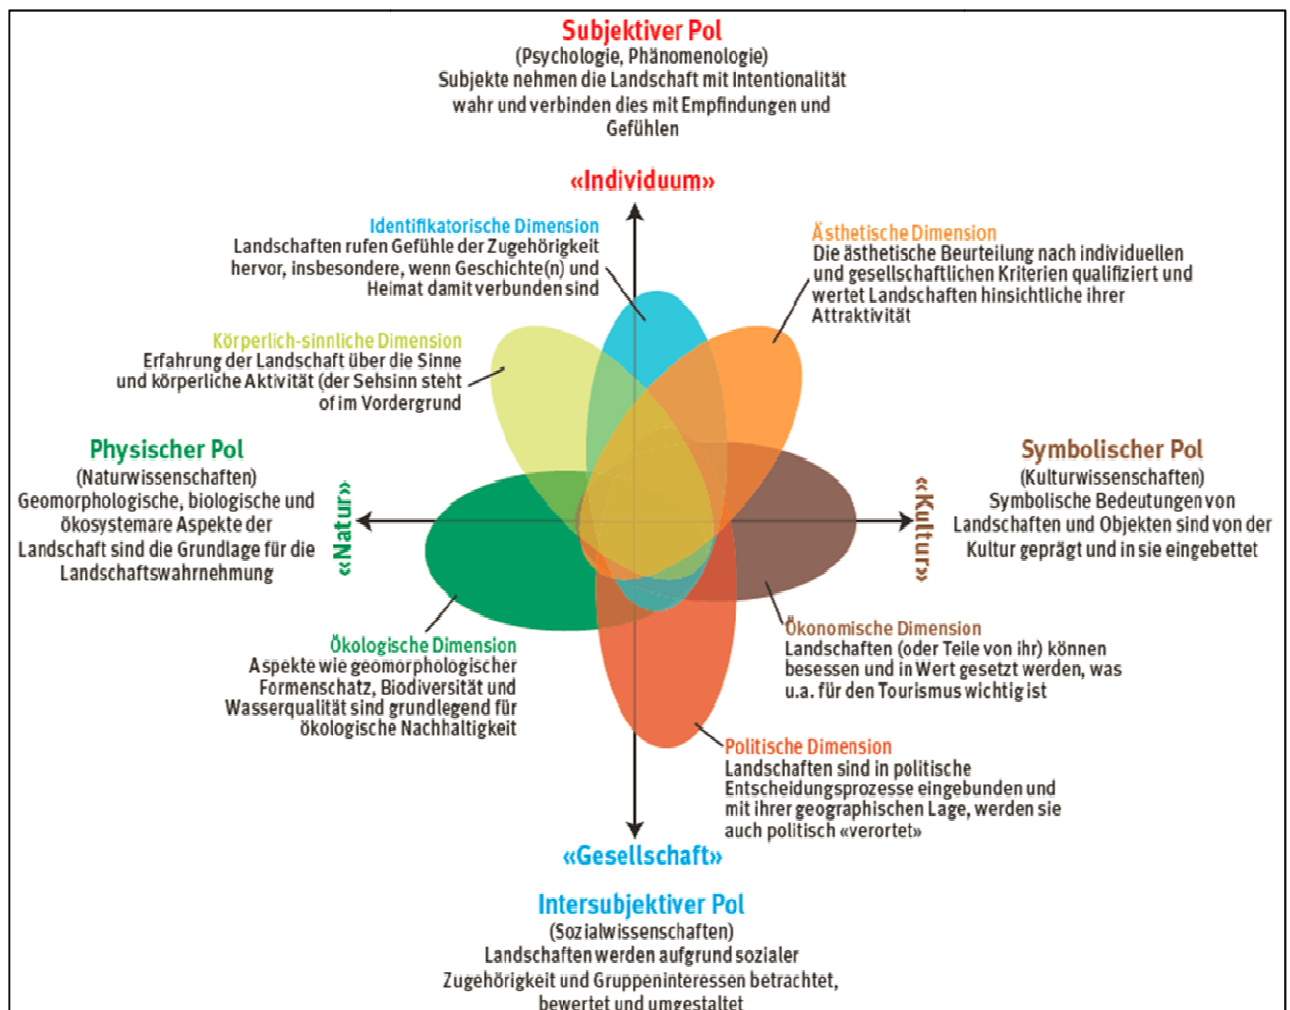 Subjektiver Pol
(Psychologie, Phänomenologie)
Subjekte nehmen die Landschaft mit Intentionalität
wahr und verbinden dies mit Empfindungen und
Gefühlen
«Individuum»
Identifikatorische Dimension
Landschaften rufen Gefühle der Zugehörigkeit
hervor, insbesondere, wenn Geschichte(n) und
Heimat damit verbunden sind
Ästhetische Dimension
Die ästhetische Beurteilung nach individuellen
und gesellschaftlichen Kriterien qualifiziert und
wertet Landschaften hinsichtliche ihrer
Attraktivität
Körperlich-sinnliche Dimension
Erfahrung der Landschaft über die Sinne
und körperliche Aktivität (der Sehsinn steht
of im Vordergrund
Physischer Pol
(Naturwissenschaften)
Geomorphologische, biologische und
ökosystemare Aspekte der
Landschaft sind die Grundlage für die
Landschaftswahrnehmung
«Natur»
«Kultur»
Symbolischer Pol
(Kulturwissenschaften)
Symbolische Bedeutungen von
Landschaften und Objekten sind von der
Kultur geprägt und in sie eingebettet
Ökologische Dimension
Aspekte wie geomorphologischer
Formenschatz, Biodiversität und
Wasserqualität sind grundlegend für
ökologische Nachhaltigkeit
Ökonomische Dimension
Landschaften (oder Teile von ihr) können
besessen und in Wert gesetzt werden, was
u.a. für den Tourismus wichtig ist
Politische Dimension
Landschaften sind in politische
Entscheidungsprozesse eingebunden und
mit ihrer geographischen Lage, werden sie
auch politisch «verortet»
«Gesellschaft»
Intersubjektiver Pol
(Sozialwissenschaften)
Landschaften werden aufgrund sozialer
Zugehörigkeit und Gruppeninteressen betrachtet,
bewertet und umgestaltet